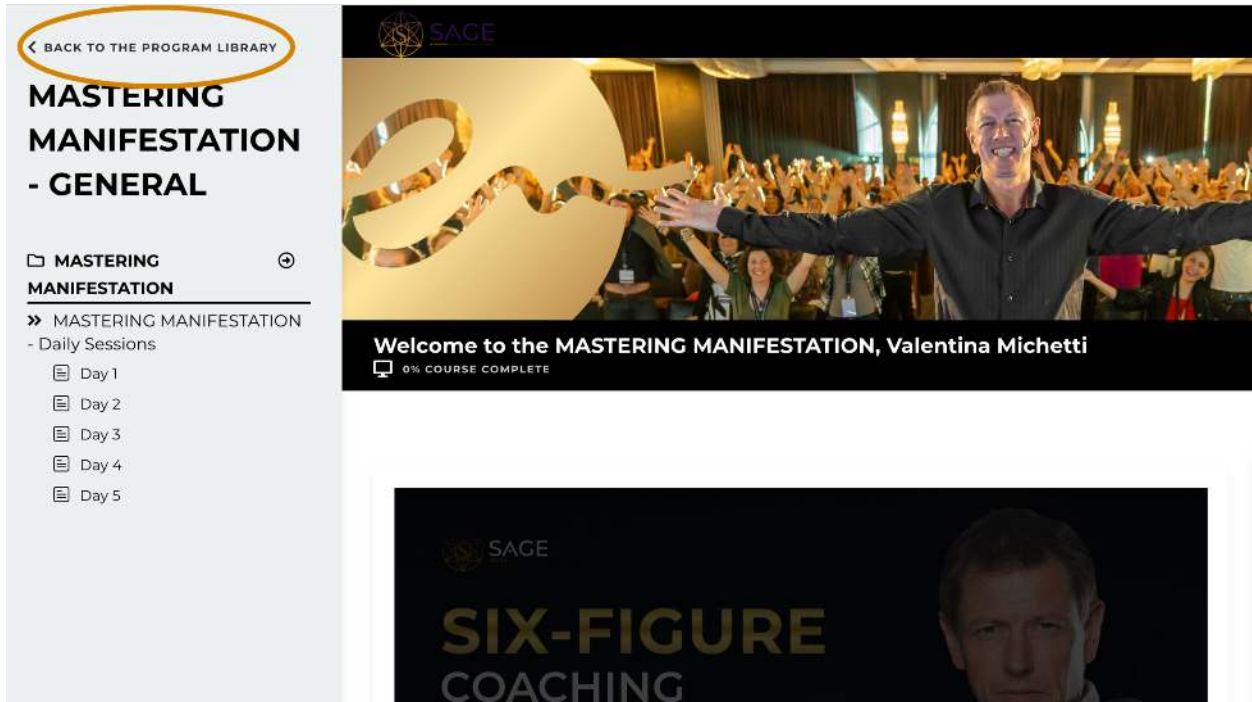 BACK TO THE PROGRAM LIBRARY
MASTERING
MANIFESTATION
- GENERAL
MASTERING
MANIFESTATION
MASTERING MANIFESTATION
- Daily Sessions
Day 1
Day 2
Day 3
Day 4
Day 5
SAGE
en
Welcome to the MASTERING MANIFESTATION, Valentina Michetti
0% COURSE COMPLETE
S SAGE
SIX-FIGURE
COACHING